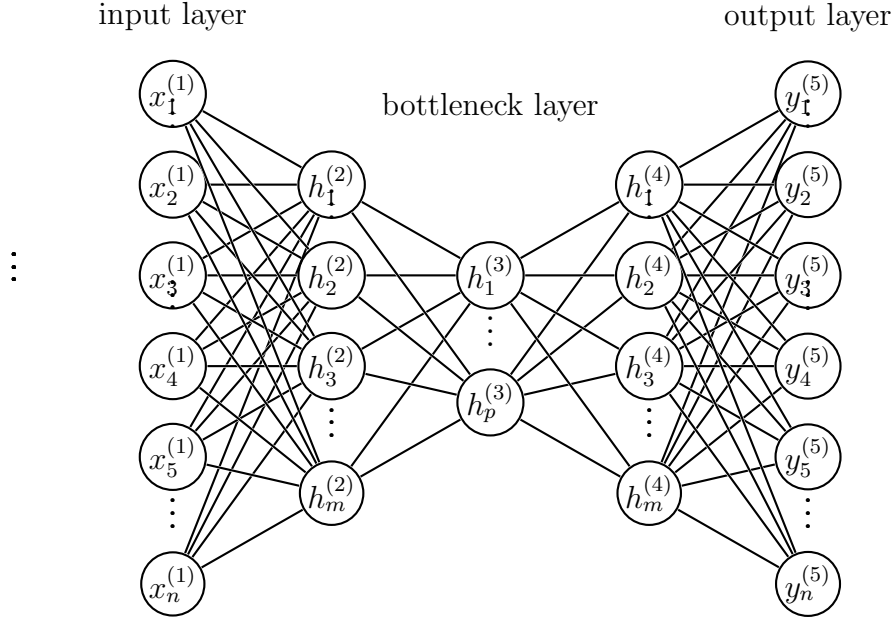 input layer
output layer
bottleneck layer
x_1^{(1)}
x_2^{(1)}
x_3^{(1)}
x_4^{(1)}
x_5^{(1)}
⋮
x_n^{(1)}
h_1^{(2)}
h_2^{(2)}
h_3^{(2)}
⋮
h_m^{(2)}
h_1^{(3)}
⋮
h_p^{(3)}
h_1^{(4)}
h_2^{(4)}
h_3^{(4)}
⋮
h_m^{(4)}
y_1^{(5)}
y_2^{(5)}
y_3^{(5)}
y_4^{(5)}
y_5^{(5)}
⋮
y_n^{(5)}
⋮